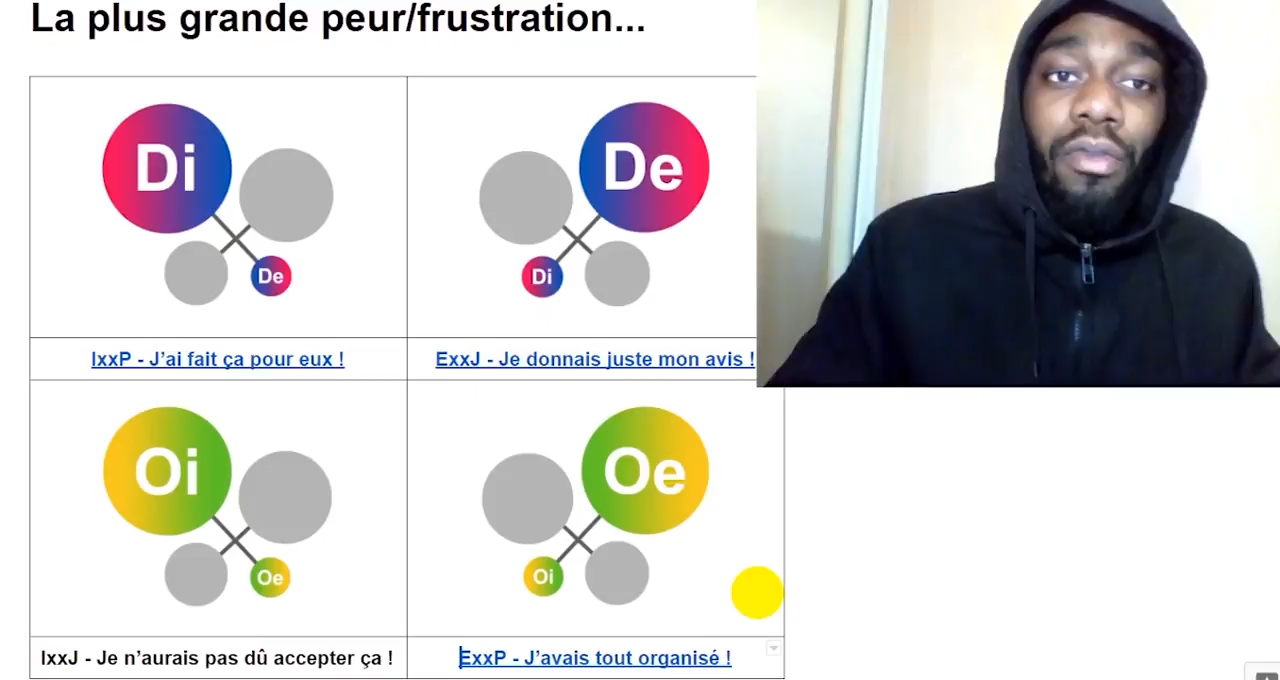 La plus grande peur/frustration...
Di
De
De
Di
IxxP - J’ai fait ça pour eux !
ExxJ - Je donnais juste mon avis !
Oi
Oe
Oe
Oi
IxxJ - Je n’aurais pas dû accepter ça !
ExxP - J’avais tout organisé !